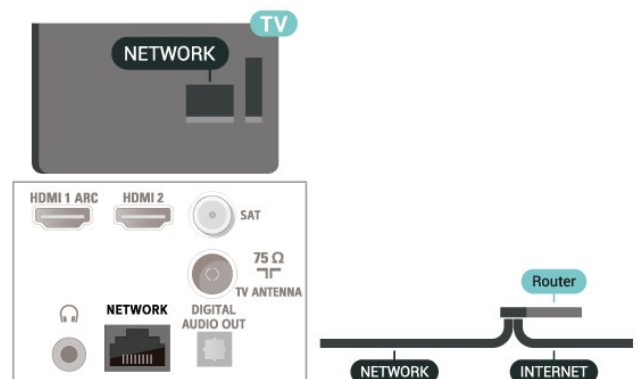 TV
NETWORK
HDMI 1 ARC
HDMI 2
SAT
75 Ω
TV ANTENNA
NETWORK
DIGITAL
AUDIO OUT
Router
NETWORK
INTERNET